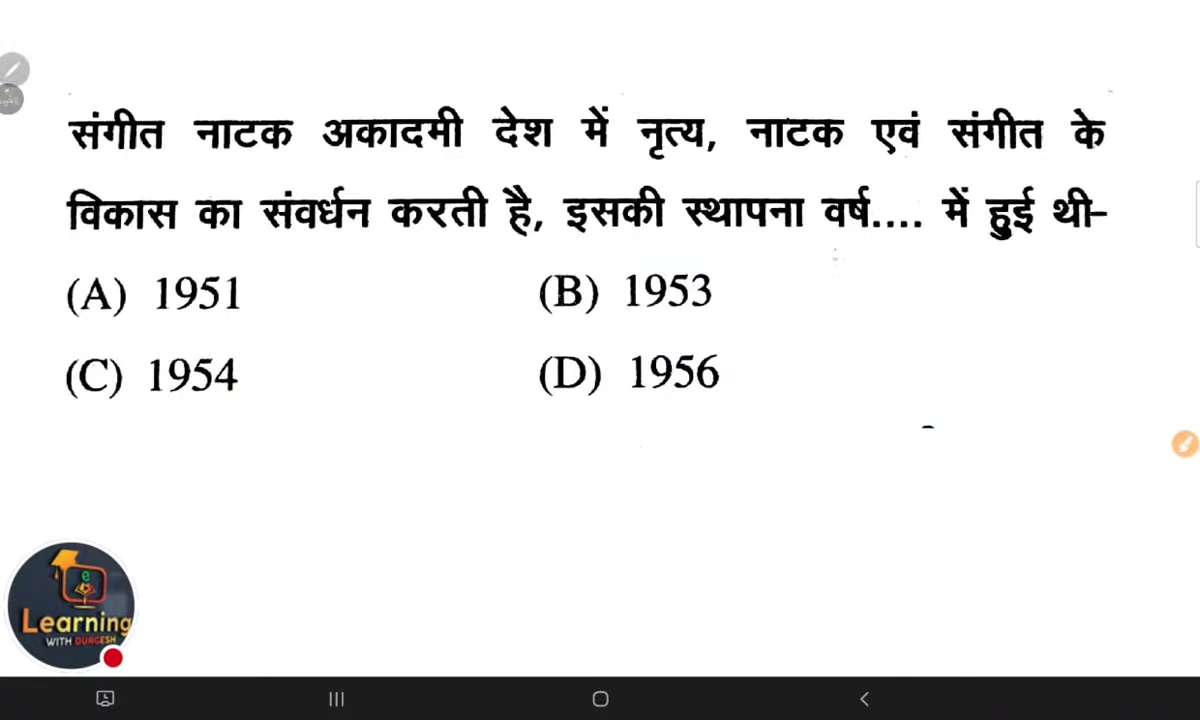 संगीत नाटक अकादमी देश में नृत्य, नाटक एवं संगीत के
विकास का संवर्धन करती है, इसकी स्थापना वर्ष.... में हुई थी-
(A) 1951 (B) 1953
(C) 1954 (D) 1956
e
Learning
WITH DURGESH